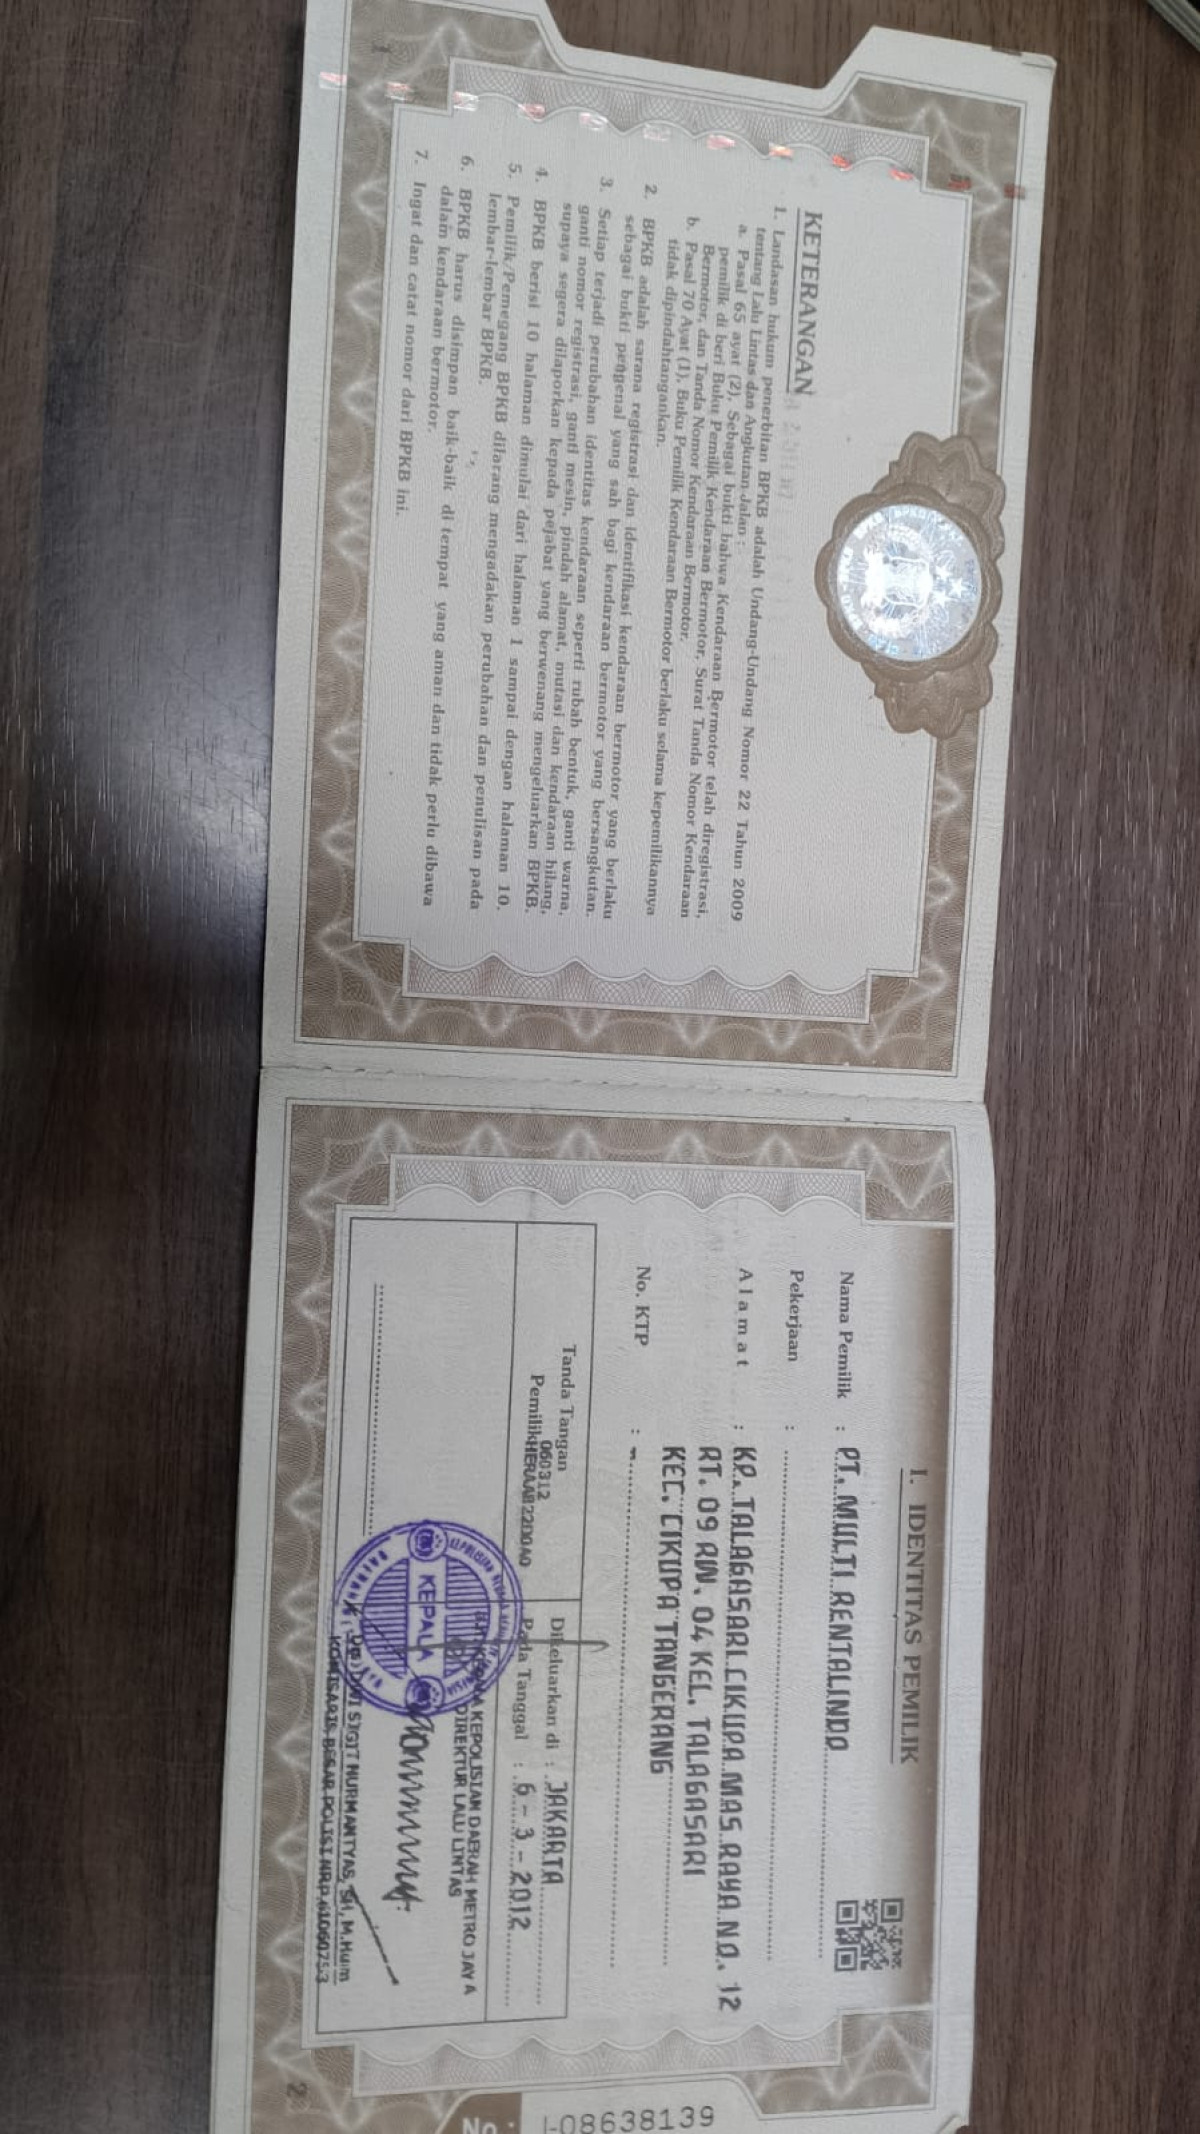 KETERANGAN
1. Landasan hukum penerbitan BPKB adalah Undang-Undang Nomor 22 Tahun 2009
tentang Lalu Lintas dan Angkutan Jalan :
a. Pasal 65 ayat (2), Sebagai bukti bahwa Kendaraan Bermotor telah diregistrasi,
pemilik di beri Buku Pemilik Kendaraan Bermotor, Surat Tanda Nomor Kendaraan
Bermotor, dan Tanda Nomor Kendaraan Bermotor.
b. Pasal 70 Ayat (1), Buku Pemilik Kendaraan Bermotor berlaku selama kepemilikannya
tidak dipindahtangankan.
2. BPKB adalah sarana registrasi dan identifikasi kendaraan bermotor yang berlaku
sebagai bukti pengenal yang sah bagi kendaraan bermotor yang bersangkutan.
3. Setiap terjadi perubahan identitas kendaraan seperti rubah bentuk, ganti warna,
ganti nomor registrasi, ganti mesin, pindah alamat, mutasi dan kendaraan hilang,
supaya segera dilaporkan kepada pejabat yang berwenang mengeluarkan BPKB.
4. BPKB berisi 10 halaman dimulai dari halaman 1 sampai dengan halaman 10.
5. Pemilik/Pemegang BPKB dilarang mengadakan perubahan dan penulisan pada
lembar-lembar BPKB.
6. BPKB harus disimpan baik-baik di tempat yang aman dan tidak perlu dibawa
dalam kendaraan bermotor.
7. Ingat dan catat nomor dari BPKB ini.
1
I. IDENTITAS PEMILIK
Nama Pemilik : PT. MULTI RENTALINDO
Pekerjaan :
Alamat : KP. TALAGASARI CIKUPA MAS RAYA NO. 12
RT. 09 RW. 04 KEL. TALAGASARI
KEC. CIKUPA TANGERANG
No. KTP : -
Tanda Tangan
060312
Pemilik HERAAB2200A0
Dikeluarkan di : JAKARTA
Pada Tanggal : 6 - 3 - 2012
KEPALA KEPOLISIAN DAERAH METRO JAYA
DIREKTUR LALU LINTAS
KEPALA
DWI SIGIT NURMANTYAS, SH, M.Hum
KOMISARIS BESAR POLISI NRP 61060753
2
No : I-08638139